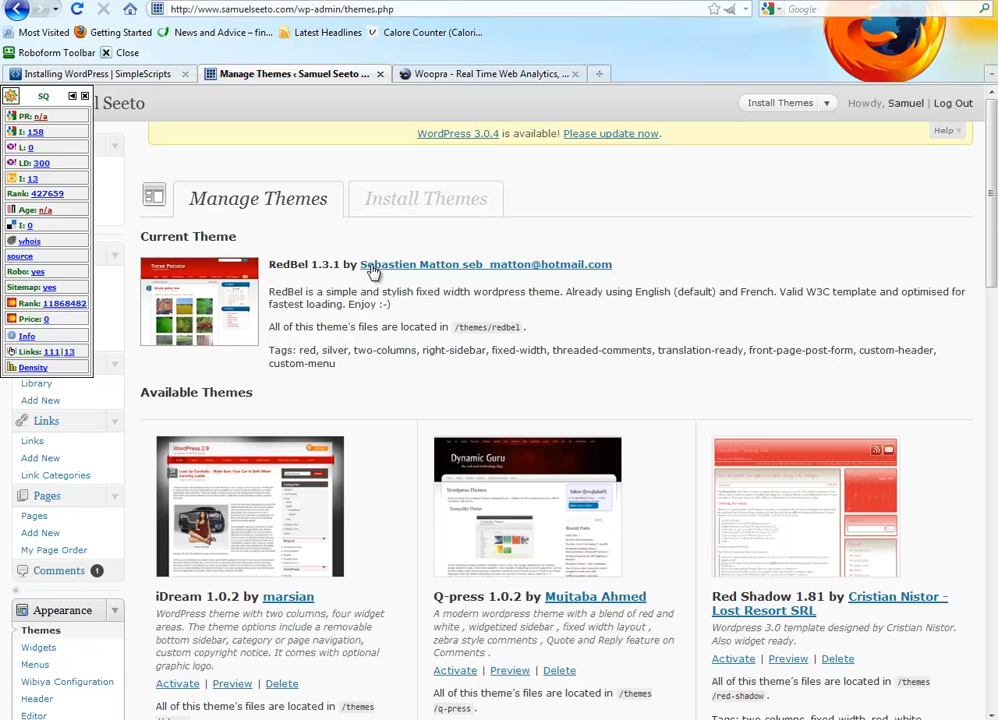 http://www.samuelseeto.com/wp-admin/themes.php
Google
Most Visited Getting Started News and Advice – fin... Latest Headlines Calore Counter (Calori...
Roboform Toolbar Close
Installing WordPress | SimpleScripts
Manage Themes ‹ Samuel Seeto ...
Woopra - Real Time Web Analytics, ...
SQ
l Seeto
Install Themes
Howdy, Samuel | Log Out
WordPress 3.0.4 is available! Please update now.
Help
PR: n/a
I: 158
L: 0
LD: 300
I: 13
Rank: 427659
Age: n/a
I: 0
whois
source
Robo: yes
Sitemap: yes
Rank: 11868482
Price: 0
Info
Links: 111|13
Density
Library
Add New
Links
Links
Add New
Link Categories
Pages
Pages
Add New
My Page Order
Comments 1
Appearance
Themes
Widgets
Menus
Wibiya Configuration
Header
Editor
Manage Themes
Install Themes
Current Theme
RedBel 1.3.1 by Sebastien Matton seb_matton@hotmail.com
RedBel is a simple and stylish fixed width wordpress theme. Already using English (default) and French. Valid W3C template and optimised for
fastest loading. Enjoy :-)
All of this theme's files are located in /themes/redbel .
Tags: red, silver, two-columns, right-sidebar, fixed-width, threaded-comments, translation-ready, front-page-post-form, custom-header,
custom-menu
Available Themes
WordPress 2.9
iDream 1.0.2 by marsian
WordPress theme with two columns, four widget
areas. The theme options include a removable
bottom sidebar, category or page navigation,
custom copyright notice. It comes with optional
graphic logo.
Activate | Preview | Delete
All of this theme's files are located in /themes
Dynamic Guru
Q-press 1.0.2 by Mujtaba Ahmed
A modern wordpress theme with a blend of red and
white , widgetized sidebar , fixed width layout ,
zebra style comments , Quote and Reply feature on
Comments .
Activate | Preview | Delete
All of this theme's files are located in /themes
/q-press .
Red Shadow 1.81 by Cristian Nistor -
Lost Resort SRL
Wordpress 3.0 template designed by Cristian Nistor.
Also widget ready.
Activate | Preview | Delete
All of this theme's files are located in /themes
/red-shadow .
Tags: two-columns, fixed-width, red, white,